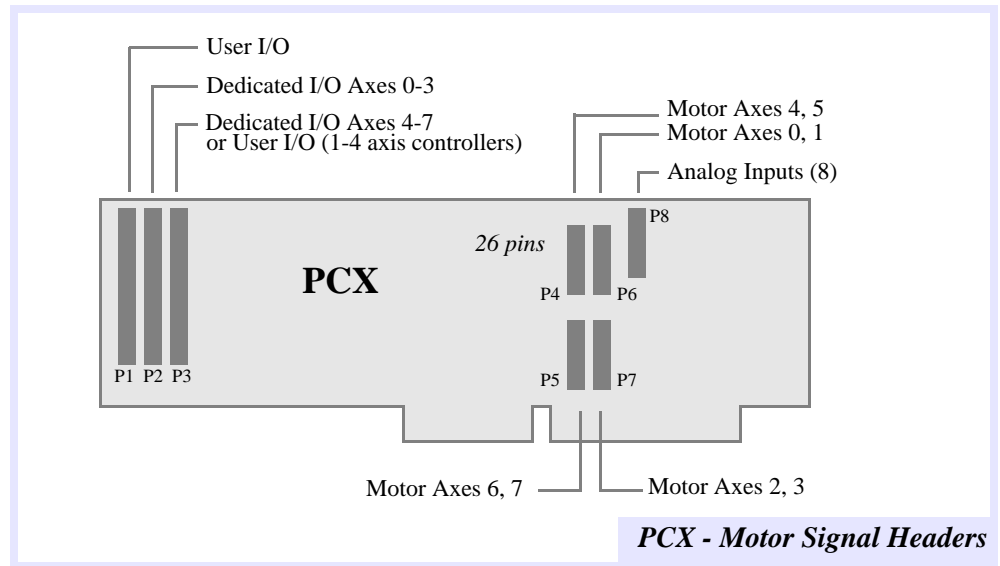 User I/O
Dedicated I/O Axes 0-3
Dedicated I/O Axes 4-7
or User I/O (1-4 axis controllers)
Motor Axes 4, 5
Motor Axes 0, 1
Analog Inputs (8)
P8
26 pins
PCX
P4
P6
P1 P2 P3
P5
P7
Motor Axes 6, 7
Motor Axes 2, 3
PCX - Motor Signal Headers